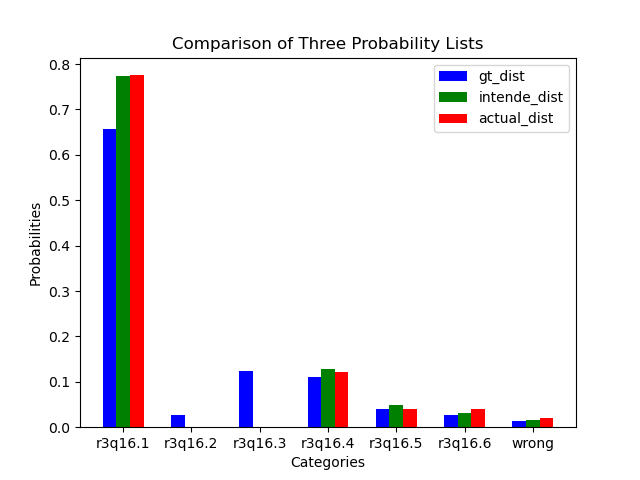 Comparison of Three Probability Lists
gt_dist
intende_dist
actual_dist
Probabilities
0.8
0.7
0.6
0.5
0.4
0.3
0.2
0.1
0.0
r3q16.1 r3q16.2 r3q16.3 r3q16.4 r3q16.5 r3q16.6 wrong
Categories